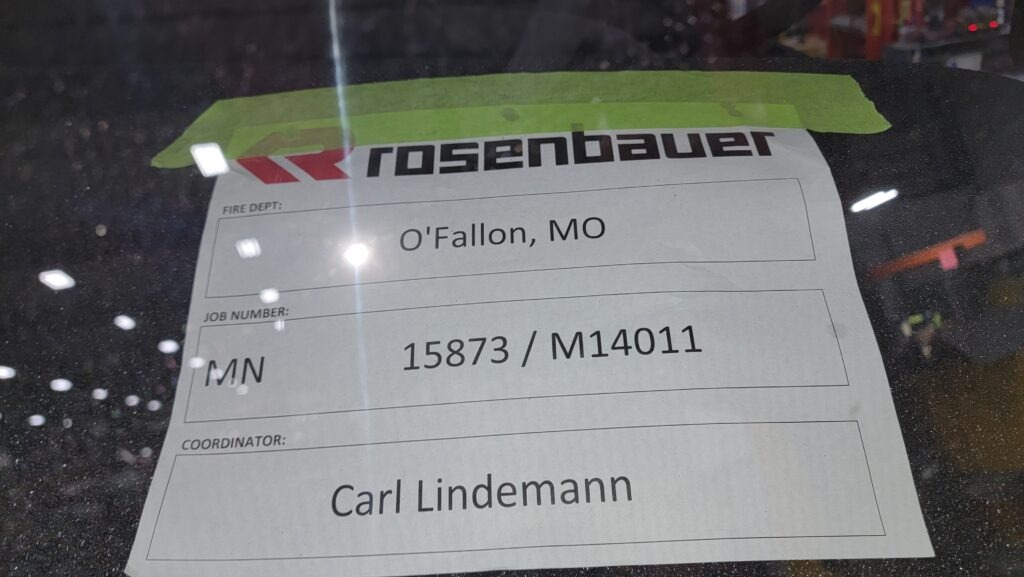 rosenbauer
FIRE DEPT:
O'Fallon, MO
JOB NUMBER:
MN 15873 / M14011
COORDINATOR:
Carl Lindemann